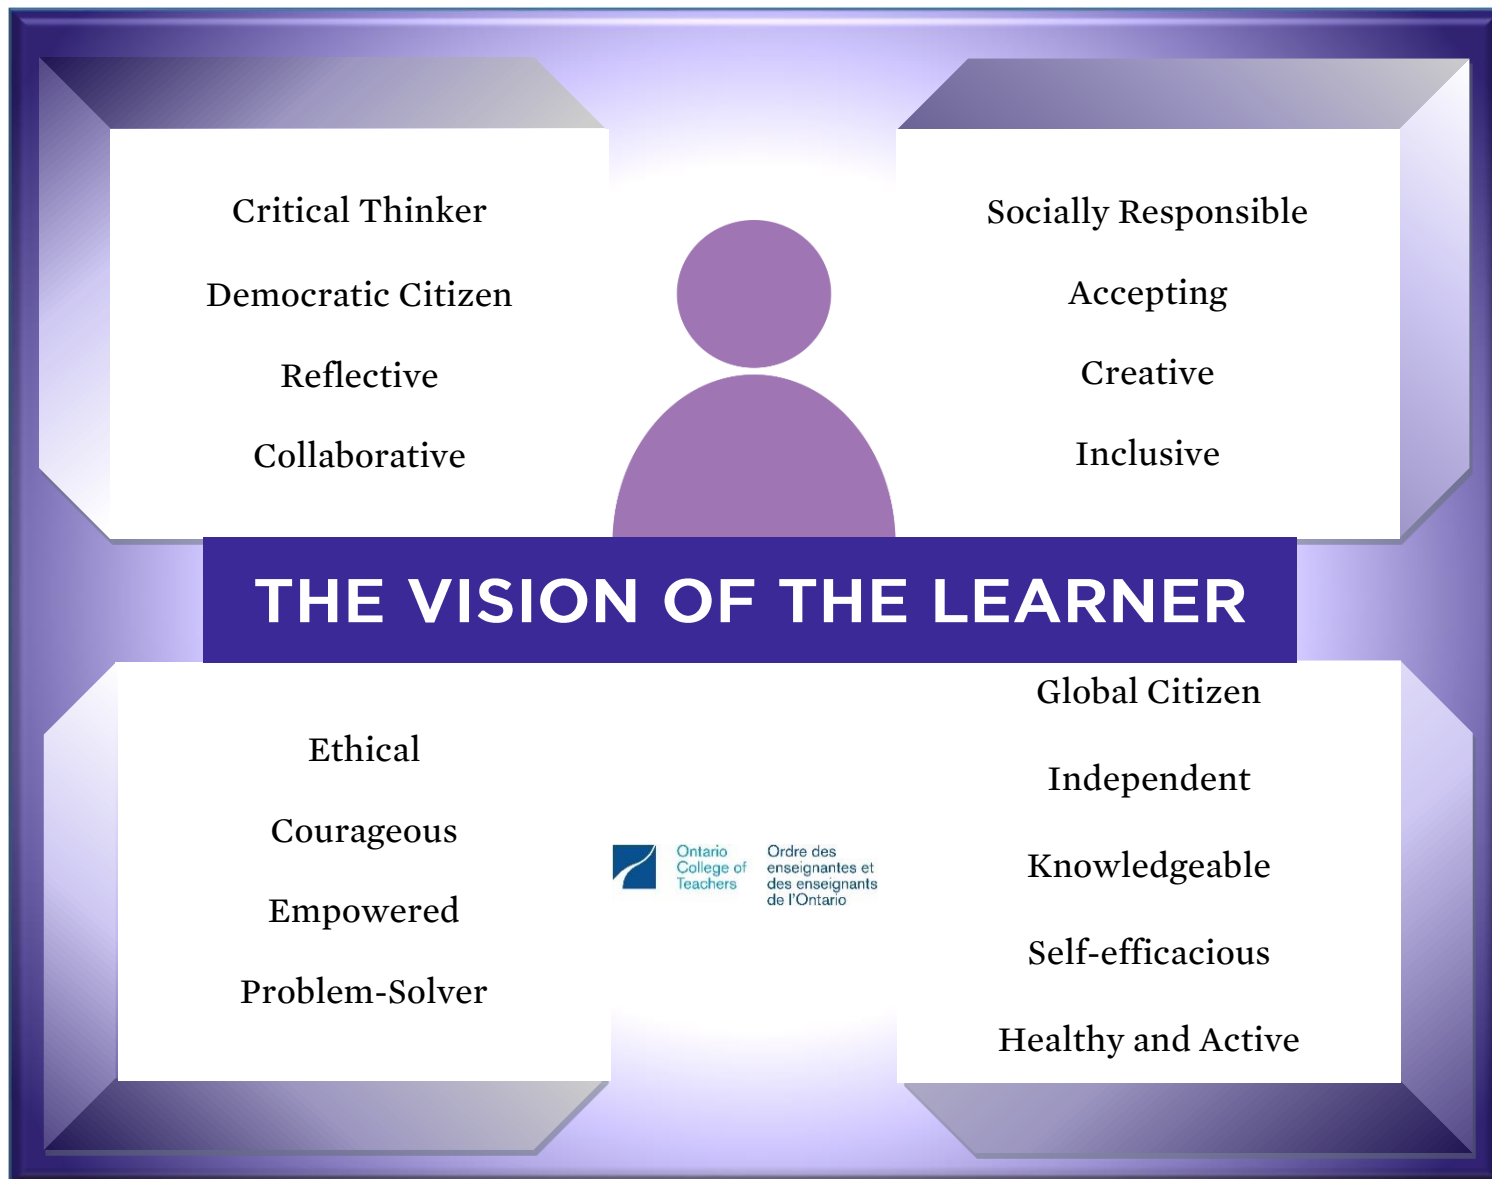 Critical Thinker
Democratic Citizen
Reflective
Collaborative
Socially Responsible
Accepting
Creative
Inclusive
THE VISION OF THE LEARNER
Ethical
Courageous
Empowered
Problem-Solver
Ontario
College of
Teachers
Ordre des
enseignantes et
des enseignants
de l'Ontario
Global Citizen
Independent
Knowledgeable
Self-efficacious
Healthy and Active